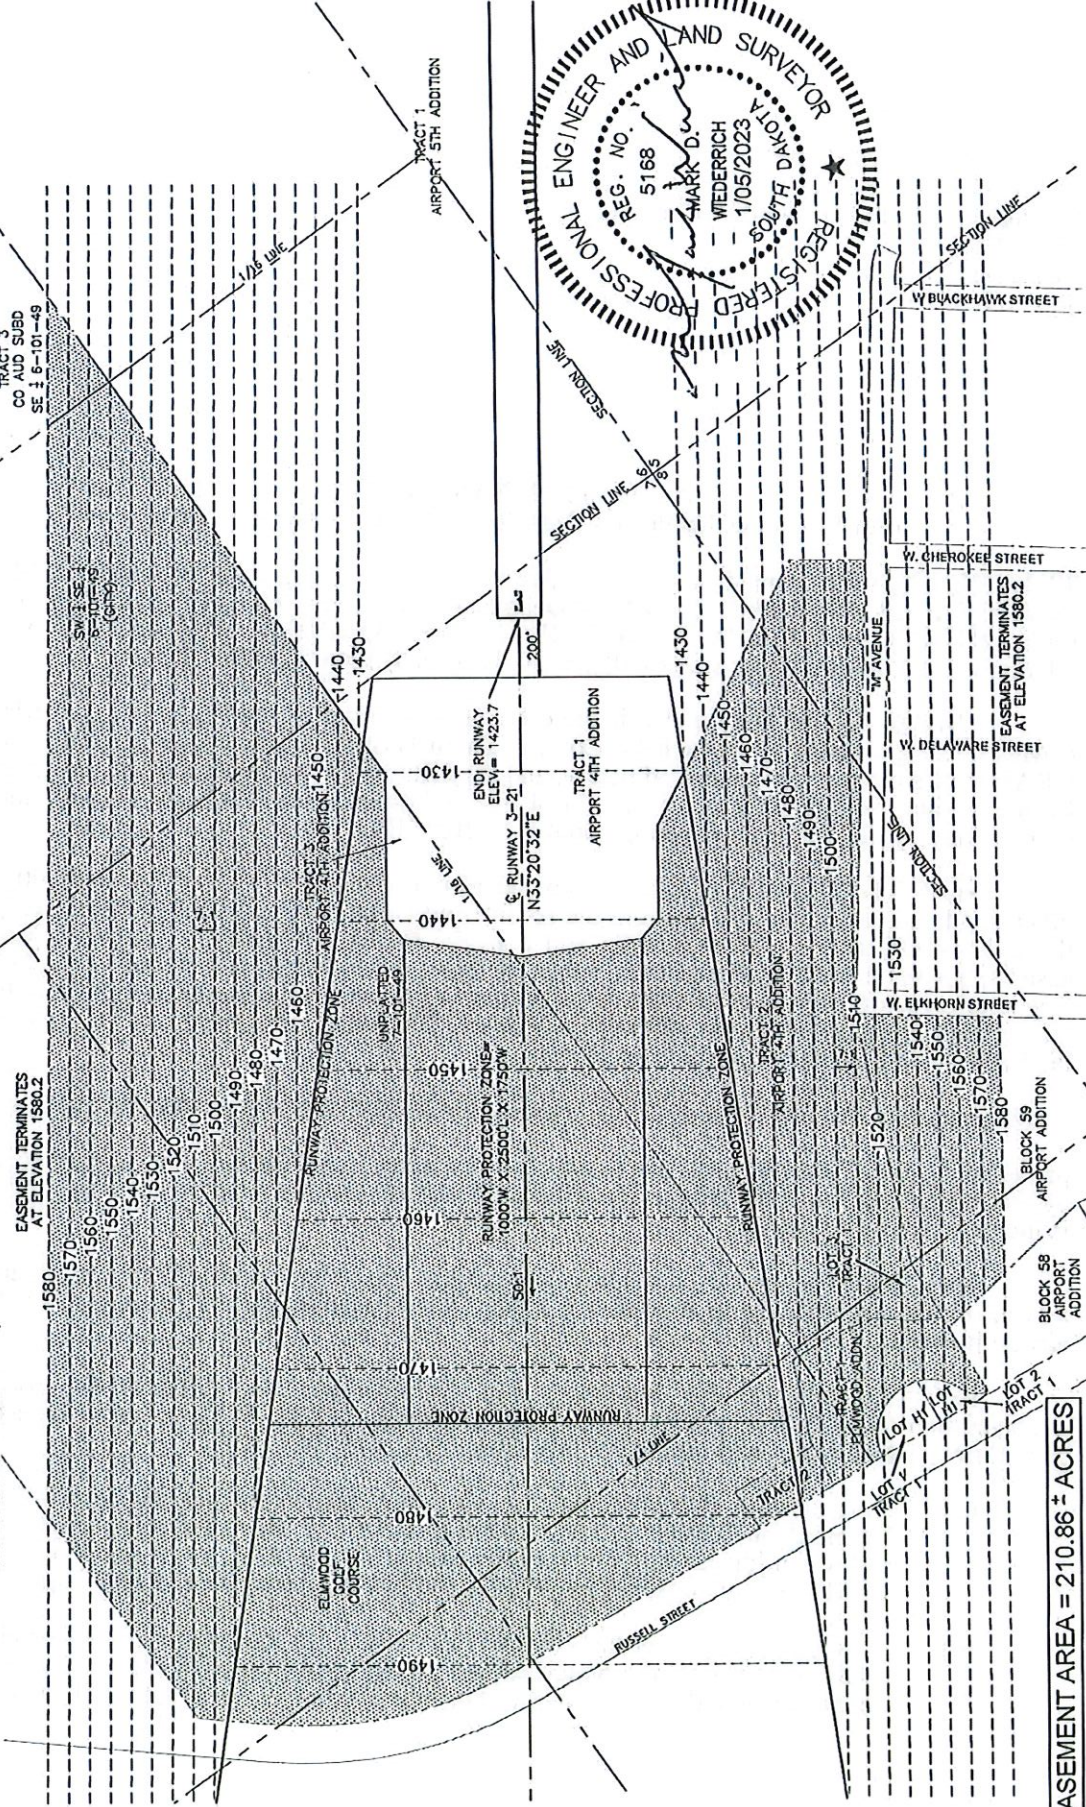 TRACT 3
CO AUD SUBD
SE ¼ 6-101-49
SW ¼ SE ¼
6-101-49
(CITY)
1/16 LINE
TRACT 1
AIRPORT 5TH ADDITION
REGISTERED PROFESSIONAL ENGINEER AND LAND SURVEYOR
REG. NO.
5168
MARK D.
WIEDERRICH
1/05/2023
SOUTH DAKOTA
SECTION LINE
W BLACKHAWK STREET
SECTION LINE
SECTION LINE
6
5
7
8
W. CHEROKEE STREET
"M" AVENUE
EASEMENT TERMINATES
AT ELEVATION 1580.2
W. DELAWARE STREET
SECTION LINE
W. ELKHORN STREET
200'
END RUNWAY
ELEV.= 1423.7
℄ RUNWAY 3-21
N33°20'32"E
TRACT 1
AIRPORT 4TH ADDITION
1/16 LINE
TRACT 3
AIRPORT 4TH ADDITION
UNPLATTED
7-101-49
RUNWAY PROTECTION ZONE
RUNWAY PROTECTION ZONE=
1000'W X 2500'L X 1750'W
50:1
RUNWAY PROTECTION ZONE
RUNWAY PROTECTION ZONE
TRACT 2
AIRPORT 4TH ADDITION
7:1
7:1
EASEMENT TERMINATES
AT ELEVATION 1580.2
1580
1570
1560
1550
1540
1530
1520
1510
1500
1490
1480
1470
1460
1450
1440
1430
1430
1440
1450
1460
1470
1480
1490
1430
1440
1450
1460
1470
1480
1490
1500
1510
1520
1530
1540
1550
1560
1570
1580
ELMWOOD
GOLF
COURSE
1/4 LINE
RUSSELL STREET
TRACT 2
TRACT 1
ELMWOOD ADDN
TRACT 1
LOT H1
LOT H1
LOT 1
TRACT 1
LOT 2
TRACT 1
BLOCK 58
AIRPORT
ADDITION
BLOCK 59
AIRPORT ADDITION
ASEMENT AREA = 210.86± ACRES